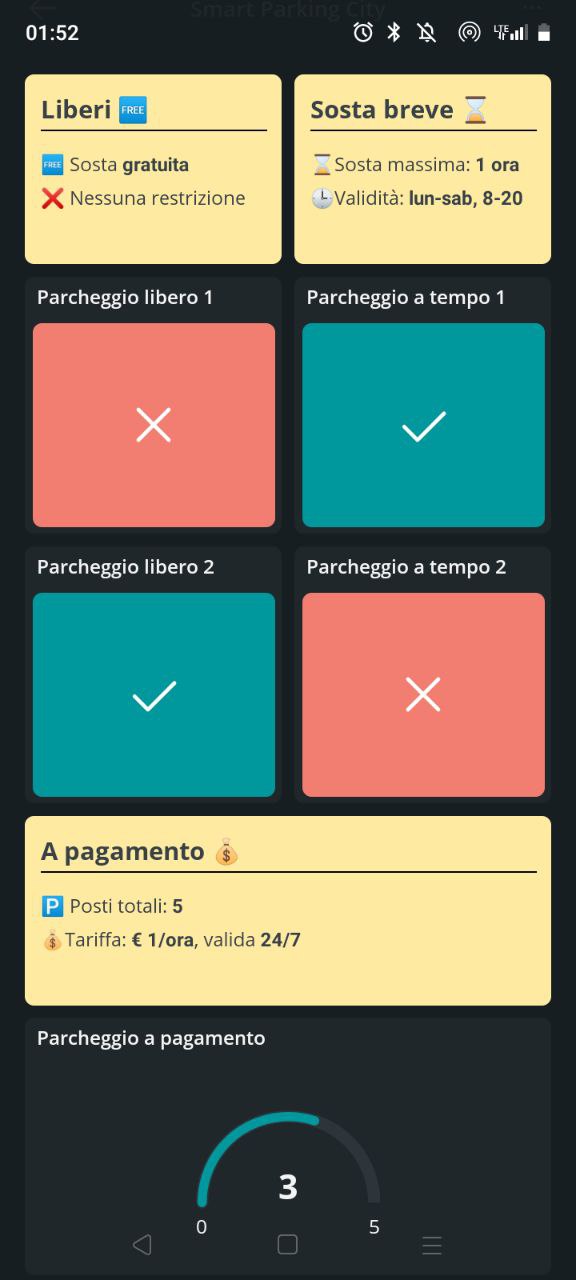 Smart Parking City
01:52
LTE
Liberi 🆓
🆓 Sosta gratuita
❌ Nessuna restrizione
Sosta breve ⌛
⌛Sosta massima: 1 ora
🕒Validità: lun-sab, 8-20
Parcheggio libero 1
Parcheggio a tempo 1
Parcheggio libero 2
Parcheggio a tempo 2
A pagamento 💰
🅿️ Posti totali: 5
💰Tariffa: € 1/ora, valida 24/7
Parcheggio a pagamento
3
0
5